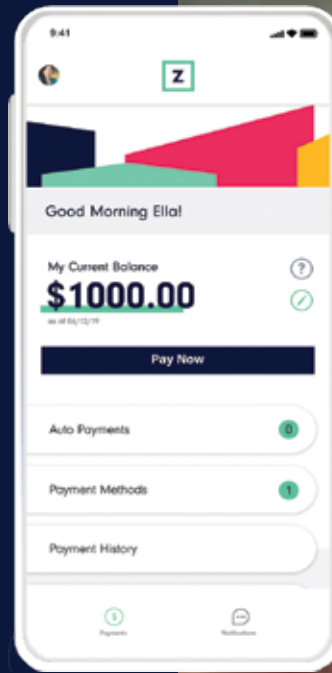 9:41
Z
Good Morning Ella!
My Current Balance
?
$1000.00
as of 06/12/19
Pay Now
Auto Payments
0
Payment Methods
1
Payment History
$
Payments
Notifications